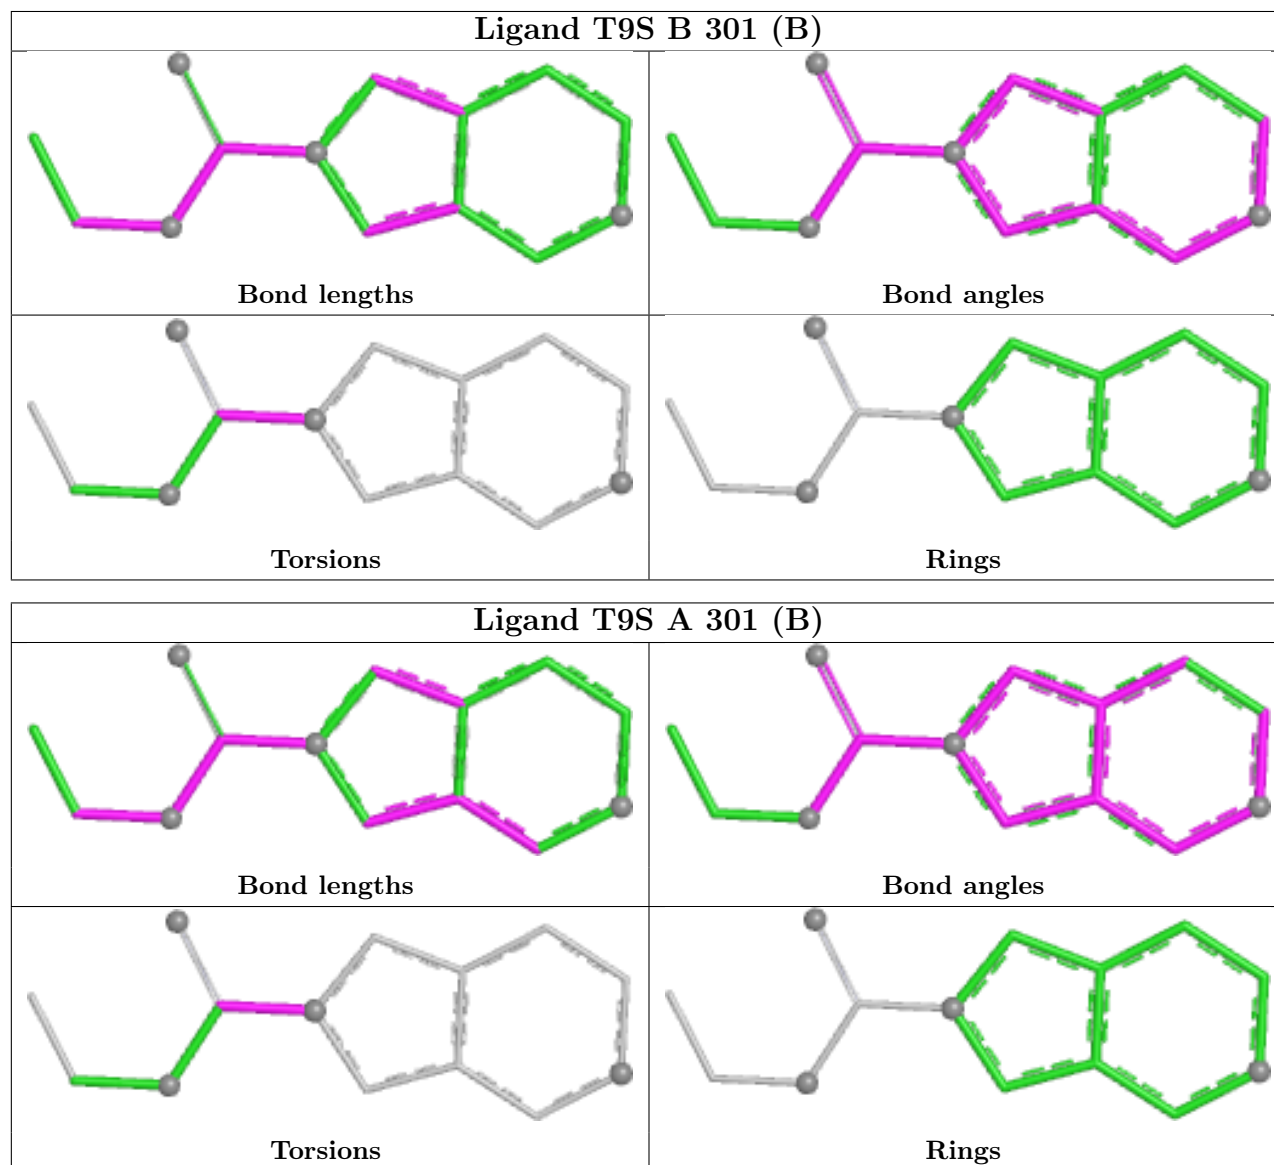 Ligand T9S B 301 (B)
Bond lengths
Bond angles
Torsions
Rings
Ligand T9S A 301 (B)
Bond lengths
Bond angles
Torsions
Rings